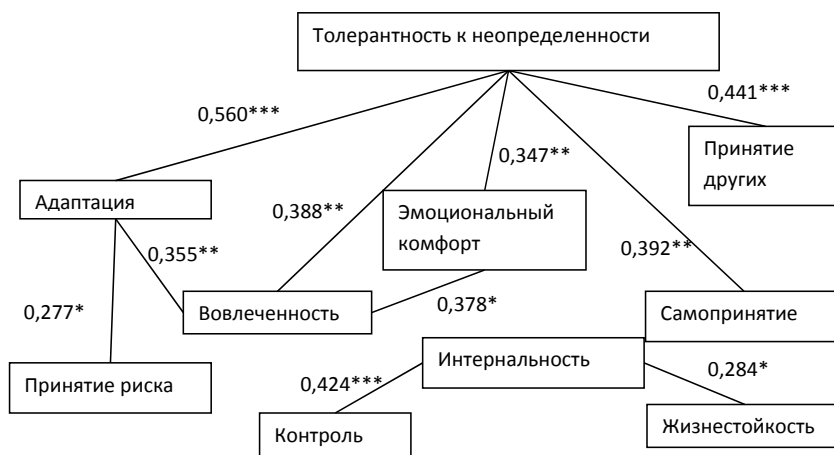 Толерантность к неопределенности
0,560***
0,441***
0,347**
Принятие
других
Адаптация
0,388**
Эмоциональный
комфорт
0,355**
0,392**
0,277*
Вовлеченность
0,378*
Самопринятие
Принятие риска
Интернальность
0,424***
0,284*
Контроль
Жизнестойкость